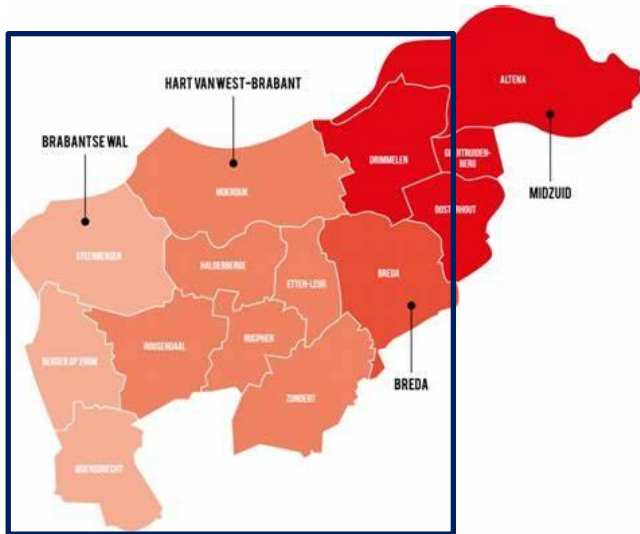 ALTENA
HART VAN WEST-BRABANT
BRABANTSE WAL
DRIMMELEN
GEERTRUIDEN-
BERG
MIDZUID
MOERDIJK
OOSTERHOUT
STEENBERGEN
HALDERBERGE
ETTEN-LEUR
BREDA
BERGEN OP ZOOM
ROOSENDAAL
RUCPHEN
BREDA
ZUNDERT
WOENSDRECHT